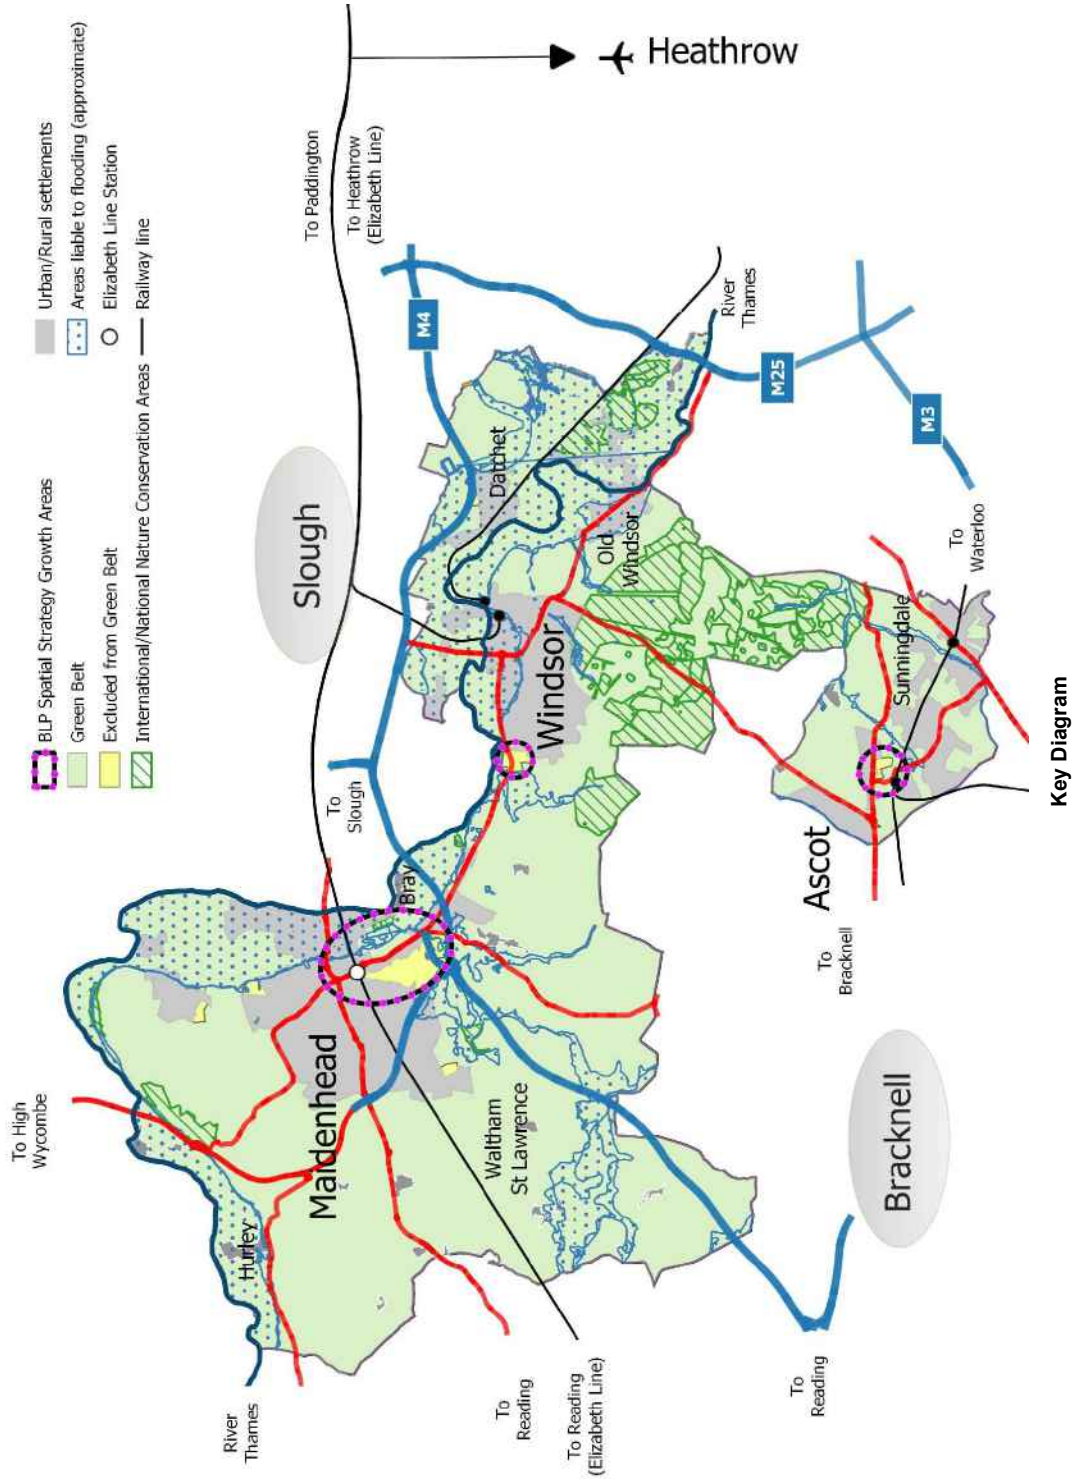 BLP Spatial Strategy Growth Areas
Green Belt
Excluded from Green Belt
International/National Nature Conservation Areas
Urban/Rural settlements
Areas liable to flooding (approximate)
Elizabeth Line Station
Railway line
To High
Wycombe
River
Thames
Hurley
Maidenhead
To
Reading
To Reading
(Elizabeth Line)
Waltham
St Lawrence
Bray
To
Slough
Slough
To Paddington
To Heathrow
(Elizabeth Line)
Heathrow
M4
Datchet
Windsor
Old
Windsor
River
Thames
M25
M3
To
Reading
Bracknell
To
Bracknell
Ascot
Sunningdale
To
Waterloo
Key Diagram